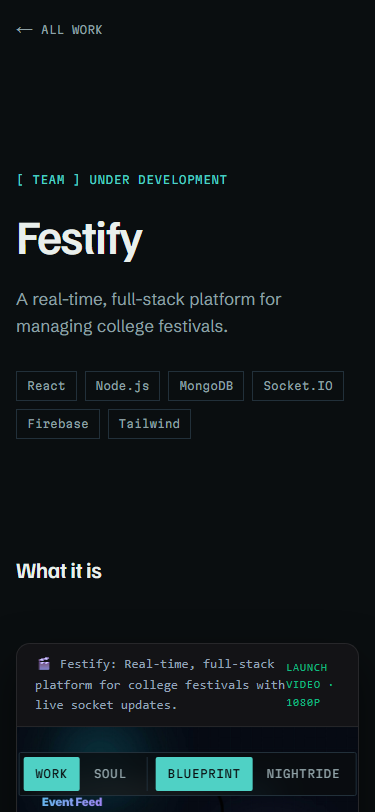 ← ALL WORK
[ TEAM ] UNDER DEVELOPMENT
Festify
A real-time, full-stack platform for
managing college festivals.
React Node.js MongoDB Socket.IO
Firebase Tailwind
What it is
🎬 Festify: Real-time, full-stack
platform for college festivals with
live socket updates.
LAUNCH
VIDEO ·
1080P
WORK SOUL BLUEPRINT NIGHTRIDE
Event Feed